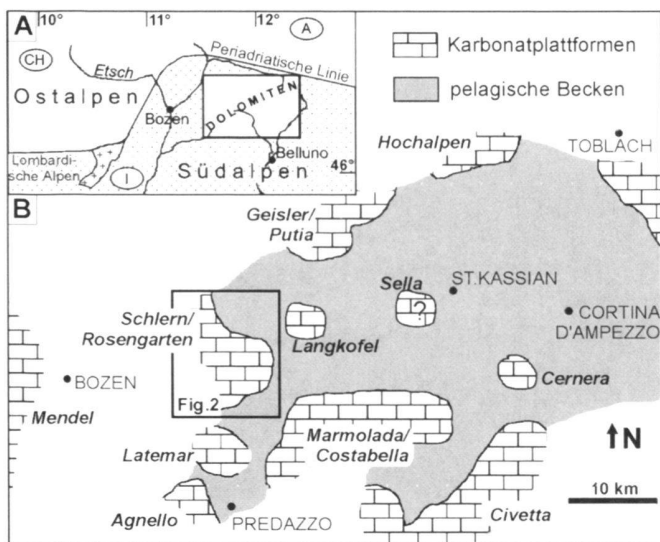 A
10°
11°
12°
A
CH
Etsch
Periadriatische Linie
Ostalpen
DOLOMITEN
Bozen
Belluno
Lombardi-
sche Alpen
I
Südalpen
46°
Karbonatplattformen
pelagische Becken
B
Hochalpen
TOBLACH
Geisler/
Putia
Sella
ST.KASSIAN
?
Schlern/
Rosengarten
Langkofel
CORTINA
D'AMPEZZO
BOZEN
Cernera
Mendel
Fig.2
Marmolada/
Costabella
Latemar
N
10 km
Agnello
PREDAZZO
Civetta